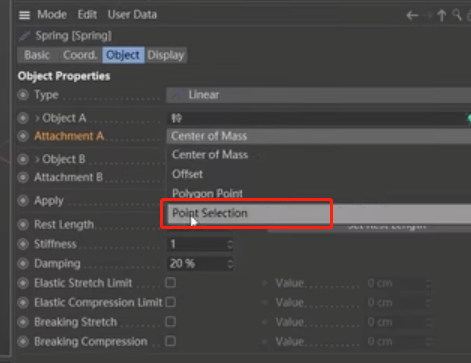 Mode Edit User Data
Spring [Spring]
Basic Coord. Object Display
Object Properties
Type Linear
> Object A
Attachment A Center of Mass
Center of Mass
> Object B
Offset
Attachment B
Polygon Point
Apply
Point Selection
Rest Length Set Rest Length
Stiffness 1
Damping 20 %
Elastic Stretch Limit Value 0 cm
Elastic Compression Limit Value 0 cm
Breaking Stretch Value 0 cm
Breaking Compression Value 0 cm